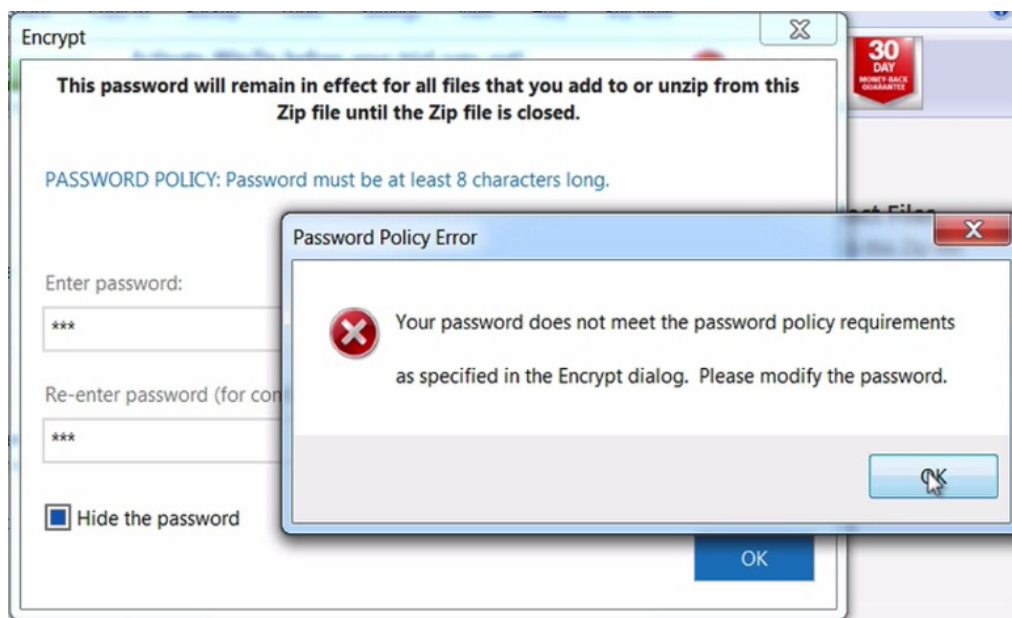 Encrypt
30
DAY
MONEY-BACK
GUARANTEE
This password will remain in effect for all files that you add to or unzip from this
Zip file until the Zip file is closed.
PASSWORD POLICY: Password must be at least 8 characters long.
Password Policy Error
Enter password:
***
Your password does not meet the password policy requirements
as specified in the Encrypt dialog. Please modify the password.
Re-enter password (for con
***
OK
Hide the password
OK